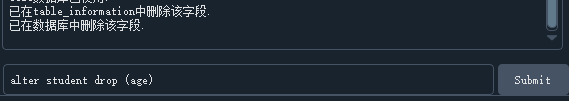 已在table_information中删除该字段.
已在数据库中删除该字段.
alter student drop (age)
Submit